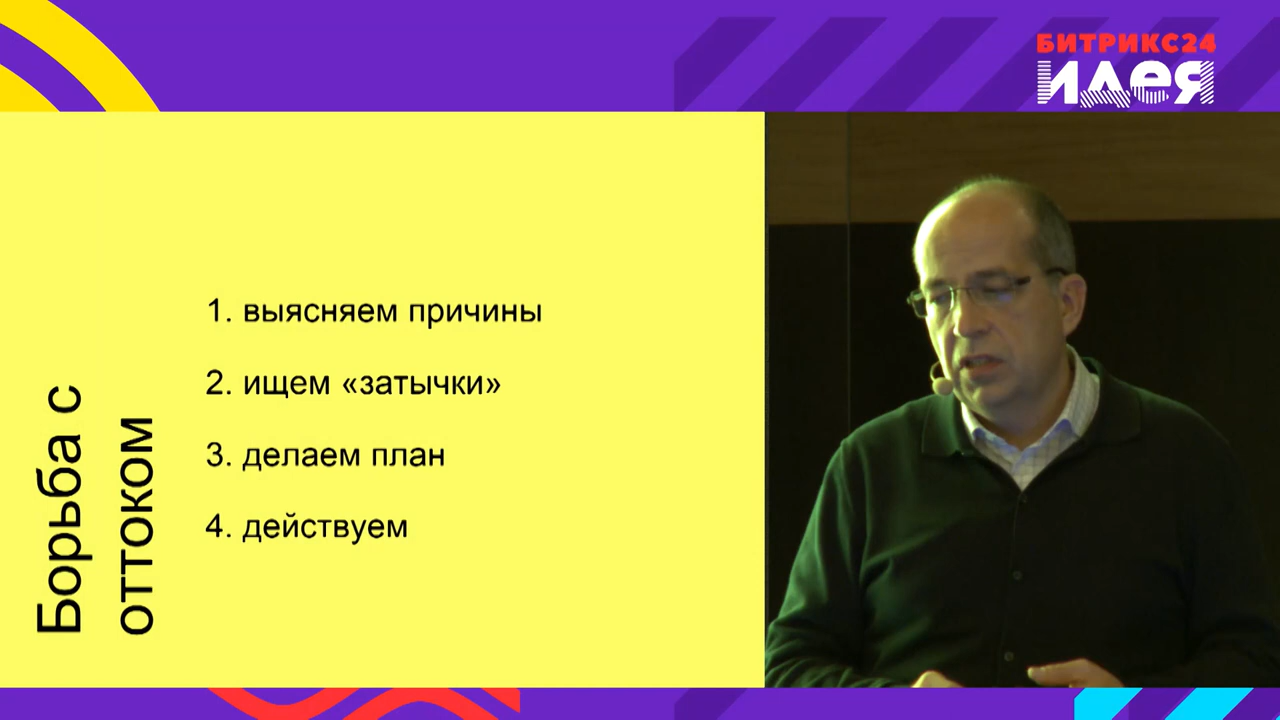 БИТРИКС24
идея
Борьба с
оттоком
1. выясняем причины
2. ищем «затычки»
3. делаем план
4. действуем